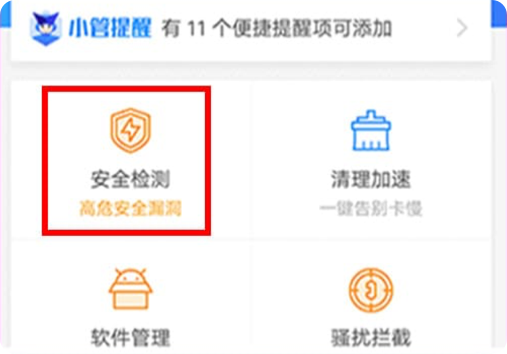 小管提醒 有 11 个便捷提醒项可添加
安全检测 清理加速
高危安全漏洞 一键告别卡慢
软件管理 骚扰拦截